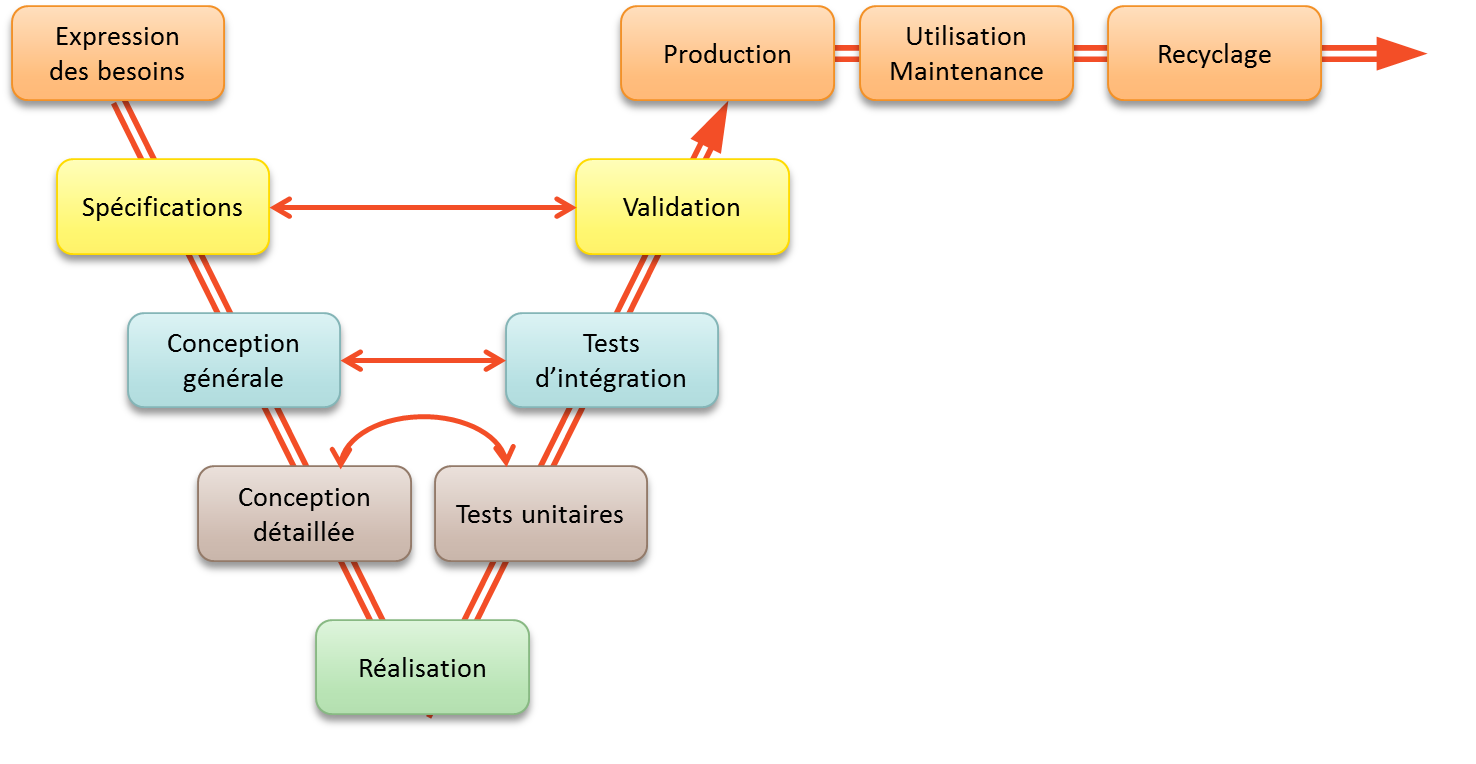 Expression
des besoins
Production
Utilisation
Maintenance
Recyclage
Spécifications
Validation
Conception
générale
Tests
d’intégration
Conception
détaillée
Tests unitaires
Réalisation